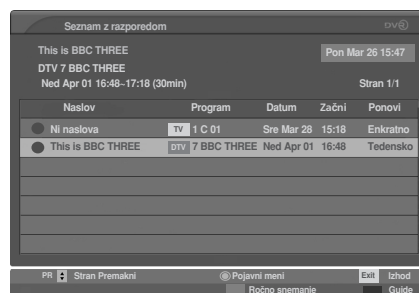 Seznam z razporedom
DVB
This is BBC THREE
Pon Mar 26 15:47
DTV 7 BBC THREE
Ned Apr 01 16:48~17:18 (30min)
Stran 1/1
Naslov Program Datum Začni Ponovi
Ni naslova TV 1 C 01 Sre Mar 28 15:18 Enkratno
This is BBC THREE DTV 7 BBC THREE Ned Apr 01 16:48 Tedensko
PR Stran Premakni Pojavni meni Exit Izhod
Ročno snemanje Guide